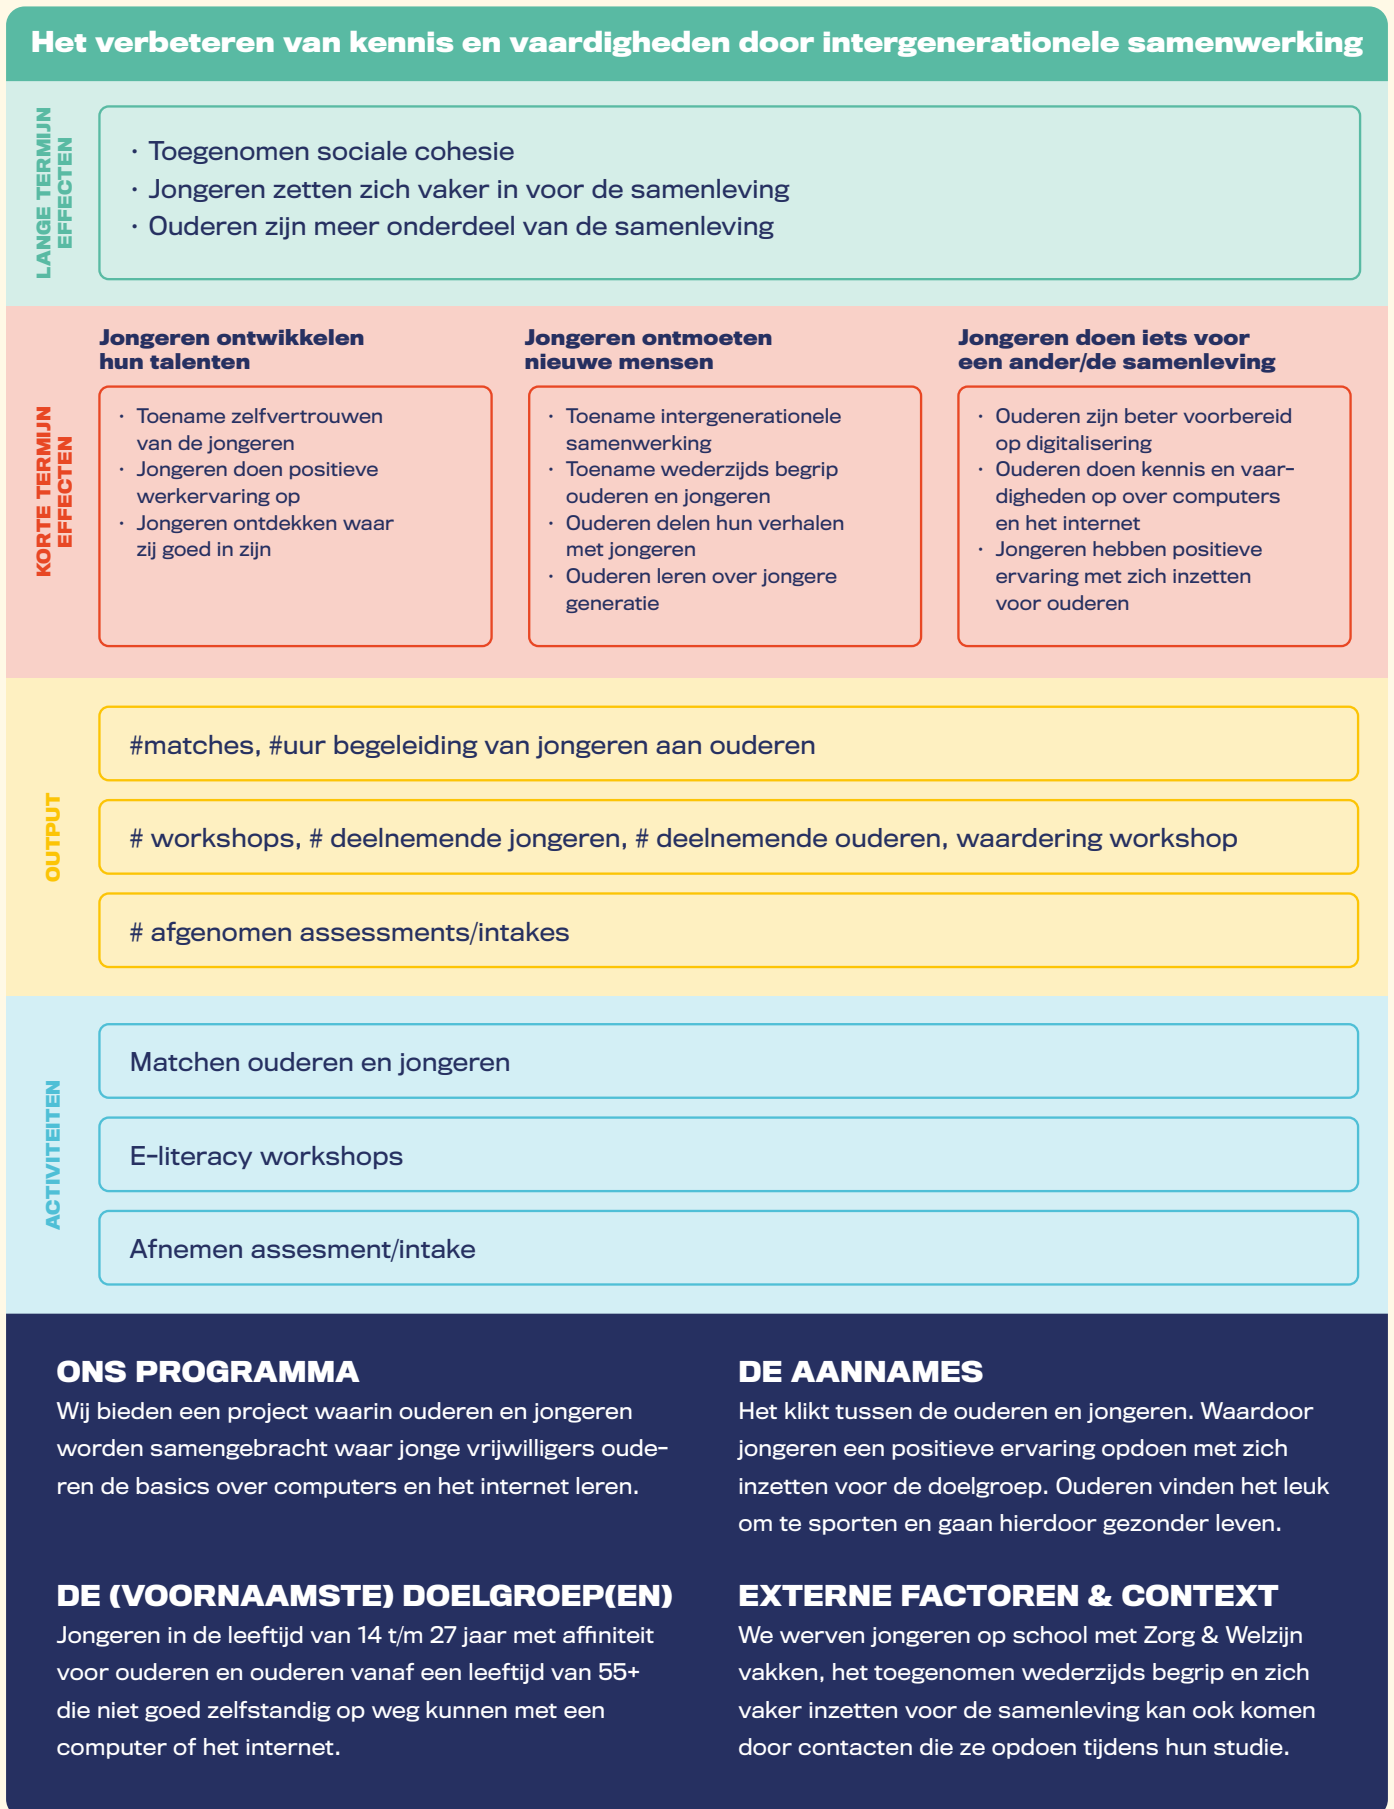 Het verbeteren van kennis en vaardigheden door intergenerationele samenwerking
LANGE TERMIJN
EFFECTEN
· Toegenomen sociale cohesie
· Jongeren zetten zich vaker in voor de samenleving
· Ouderen zijn meer onderdeel van de samenleving
KORTE TERMIJN
EFFECTEN
Jongeren ontwikkelen
hun talenten
· Toename zelfvertrouwen
van de jongeren
· Jongeren doen positieve
werkervaring op
· Jongeren ontdekken waar
zij goed in zijn
Jongeren ontmoeten
nieuwe mensen
· Toename intergenerationele
samenwerking
· Toename wederzijds begrip
ouderen en jongeren
· Ouderen delen hun verhalen
met jongeren
· Ouderen leren over jongere
generatie
Jongeren doen iets voor
een ander/de samenleving
· Ouderen zijn beter voorbereid
op digitalisering
· Ouderen doen kennis en vaar-
digheden op over computers
en het internet
· Jongeren hebben positieve
ervaring met zich inzetten
voor ouderen
OUTPUT
#matches, #uur begeleiding van jongeren aan ouderen
# workshops, # deelnemende jongeren, # deelnemende ouderen, waardering workshop
# afgenomen assessments/intakes
ACTIVITEITEN
Matchen ouderen en jongeren
E-literacy workshops
Afnemen assesment/intake
ONS PROGRAMMA
Wij bieden een project waarin ouderen en jongeren
worden samengebracht waar jonge vrijwilligers oude-
ren de basics over computers en het internet leren.
DE AANNAMES
Het klikt tussen de ouderen en jongeren. Waardoor
jongeren een positieve ervaring opdoen met zich
inzetten voor de doelgroep. Ouderen vinden het leuk
om te sporten en gaan hierdoor gezonder leven.
DE (VOORNAAMSTE) DOELGROEP(EN)
Jongeren in de leeftijd van 14 t/m 27 jaar met affiniteit
voor ouderen en ouderen vanaf een leeftijd van 55+
die niet goed zelfstandig op weg kunnen met een
computer of het internet.
EXTERNE FACTOREN & CONTEXT
We werven jongeren op school met Zorg & Welzijn
vakken, het toegenomen wederzijds begrip en zich
vaker inzetten voor de samenleving kan ook komen
door contacten die ze opdoen tijdens hun studie.